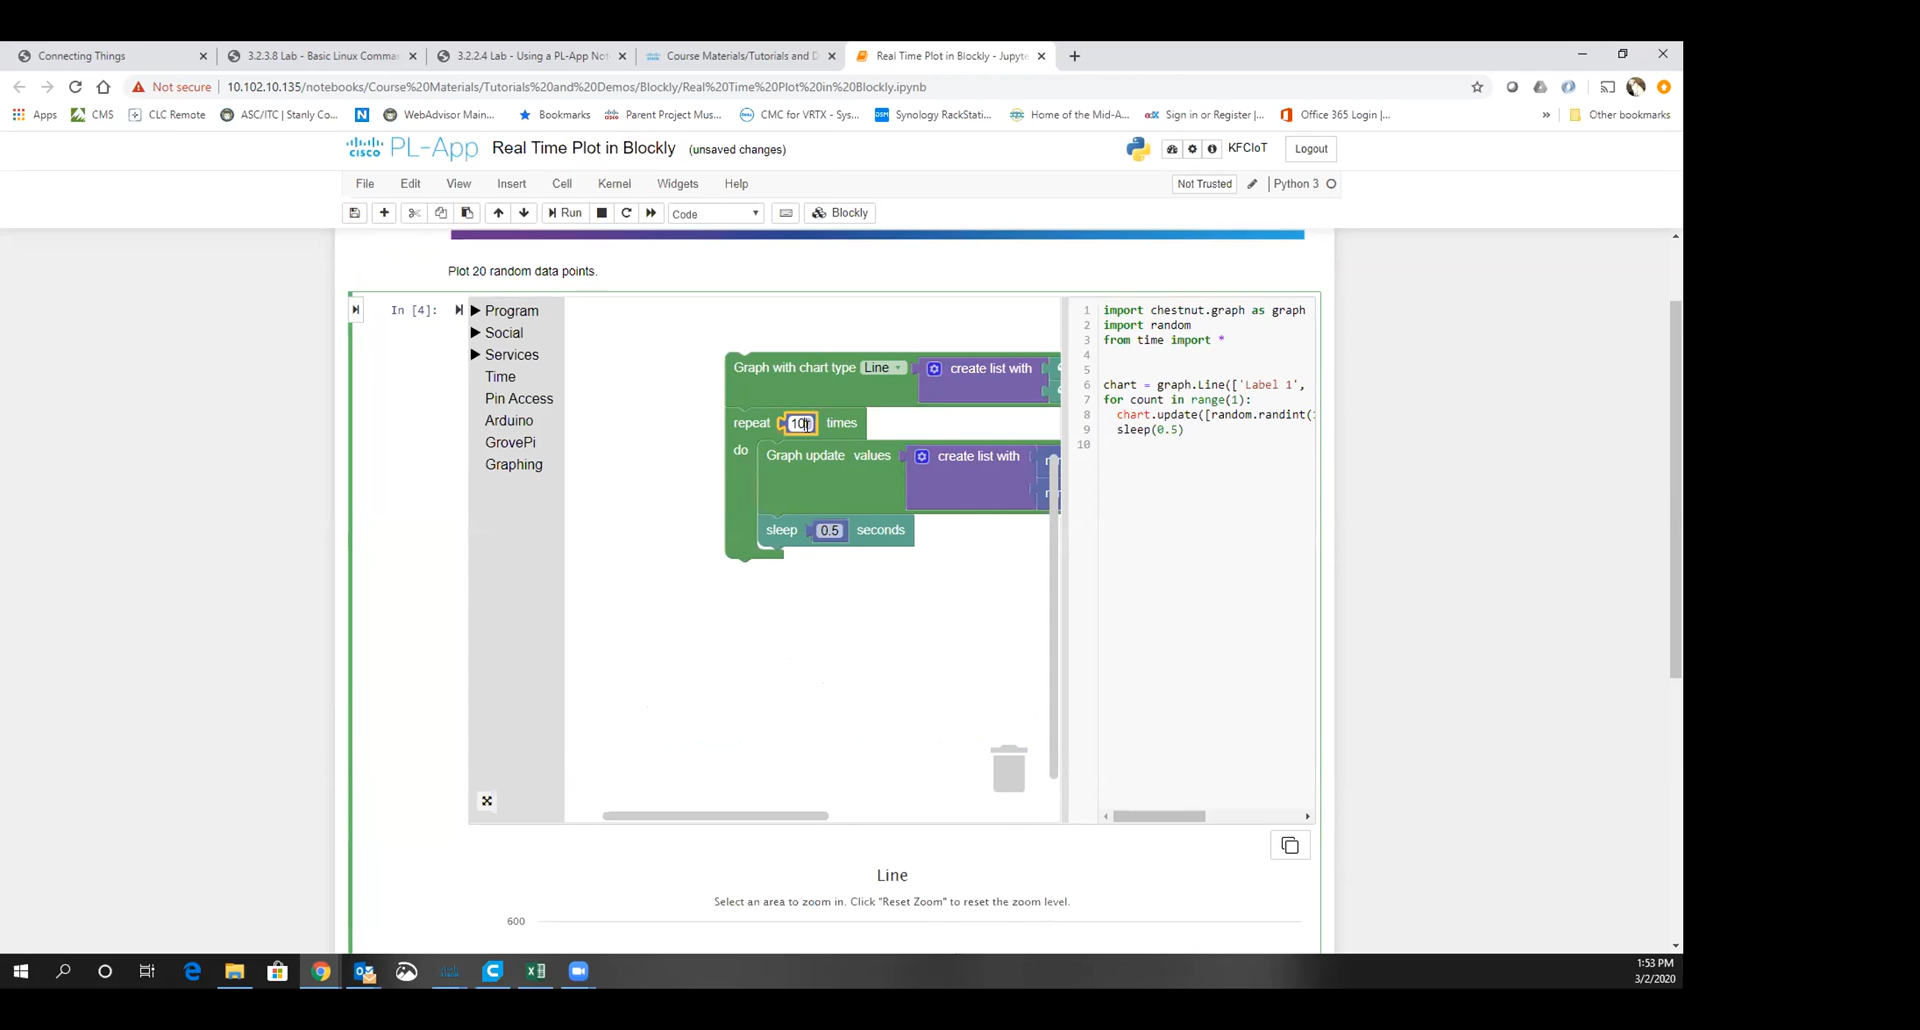 Connecting Things
3.2.3.8 Lab - Basic Linux Comma
3.2.2.4 Lab - Using a PL-App Not
Course Materials/Tutorials and D
Real Time Plot in Blockly - Jupyte
Not secure
10.102.10.135/notebooks/Course%20Materials/Tutorials%20and%20Demos/Blockly/Real%20Time%20Plot%20in%20Blockly.ipynb
Apps
CMS
CLC Remote
ASC/ITC | Stanly Co...
WebAdvisor Main...
Bookmarks
Parent Project Mus...
CMC for VRTX - Sys...
Synology RackStati...
Home of the Mid-A...
Sign in or Register |...
Office 365 Login |...
»
Other bookmarks
cisco PL-App Real Time Plot in Blockly (unsaved changes)
KFCIoT
Logout
File Edit View Insert Cell Kernel Widgets Help
Not Trusted
Python 3
Run
Code
Blockly
Plot 20 random data points.
In [4]:
Program
Social
Services
Time
Pin Access
Arduino
GrovePi
Graphing
Graph with chart type Line create list with
repeat 10 times
do Graph update values create list with
sleep 0.5 seconds
1 import chestnut.graph as graph
2 import random
3 from time import *
4
5
6 chart = graph.Line(['Label 1',
7 for count in range(1):
8 chart.update([random.randint(
9 sleep(0.5)
10
Line
Select an area to zoom in. Click "Reset Zoom" to reset the zoom level.
600
1:53 PM
3/2/2020